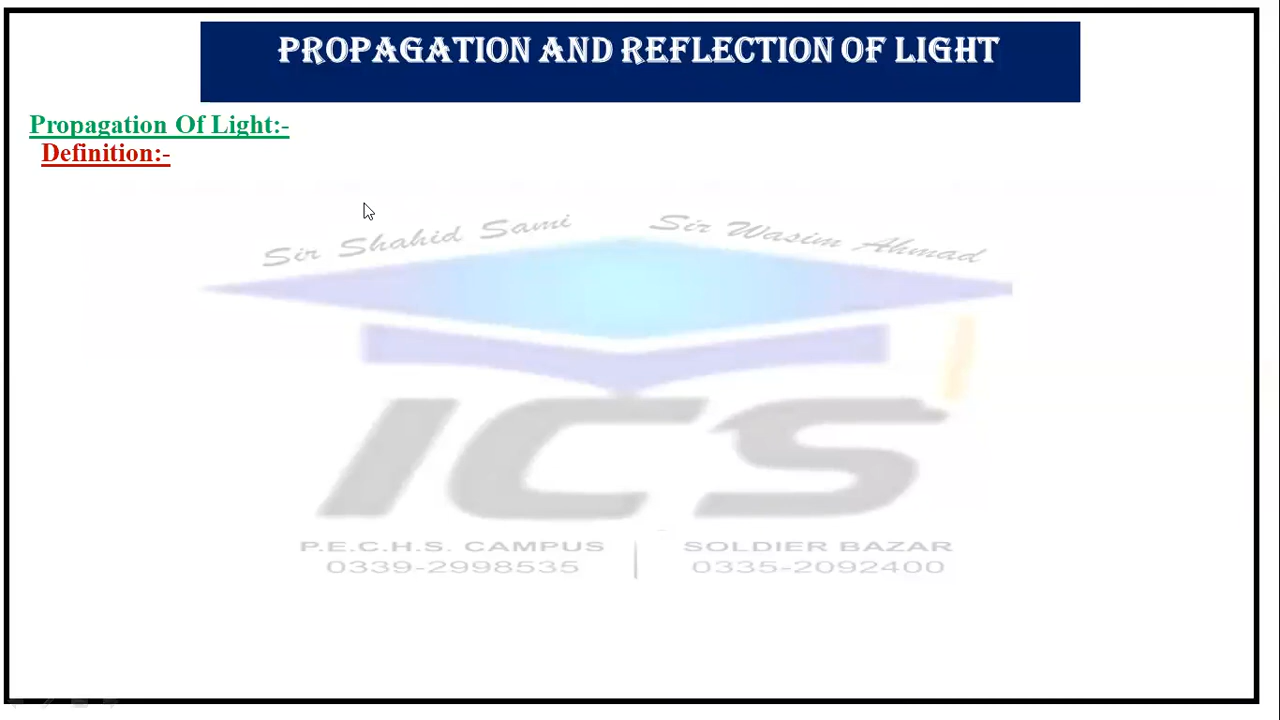 PROPAGATION AND REFLECTION OF LIGHT
Propagation Of Light:-
Definition:-
Sir Shahid Sami Sir Wasim Ahmad
ICS
P.E.C.H.S. CAMPUS | SOLDIER BAZAR
0339-2998535 | 0335-2092400